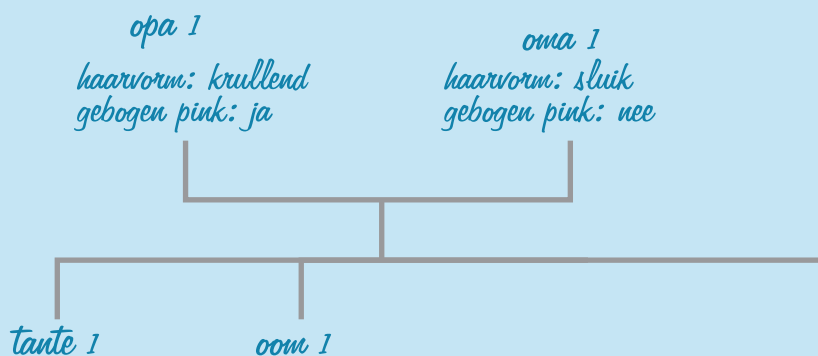 opa 1
haarvorm: krullend
gebogen pink: ja
oma 1
haarvorm: sluik
gebogen pink: nee
tante 1
oom 1